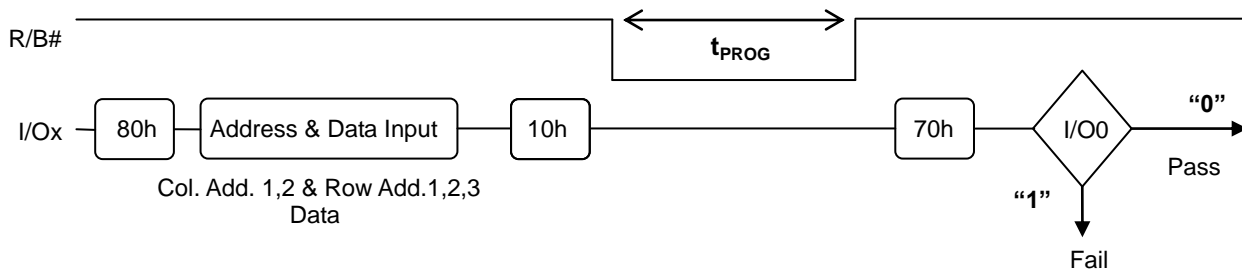 R/B#
tPROG
I/Ox
80h
Address & Data Input
10h
70h
I/O0
“0”
Pass
Col. Add. 1,2 & Row Add.1,2,3
Data
“1”
Fail